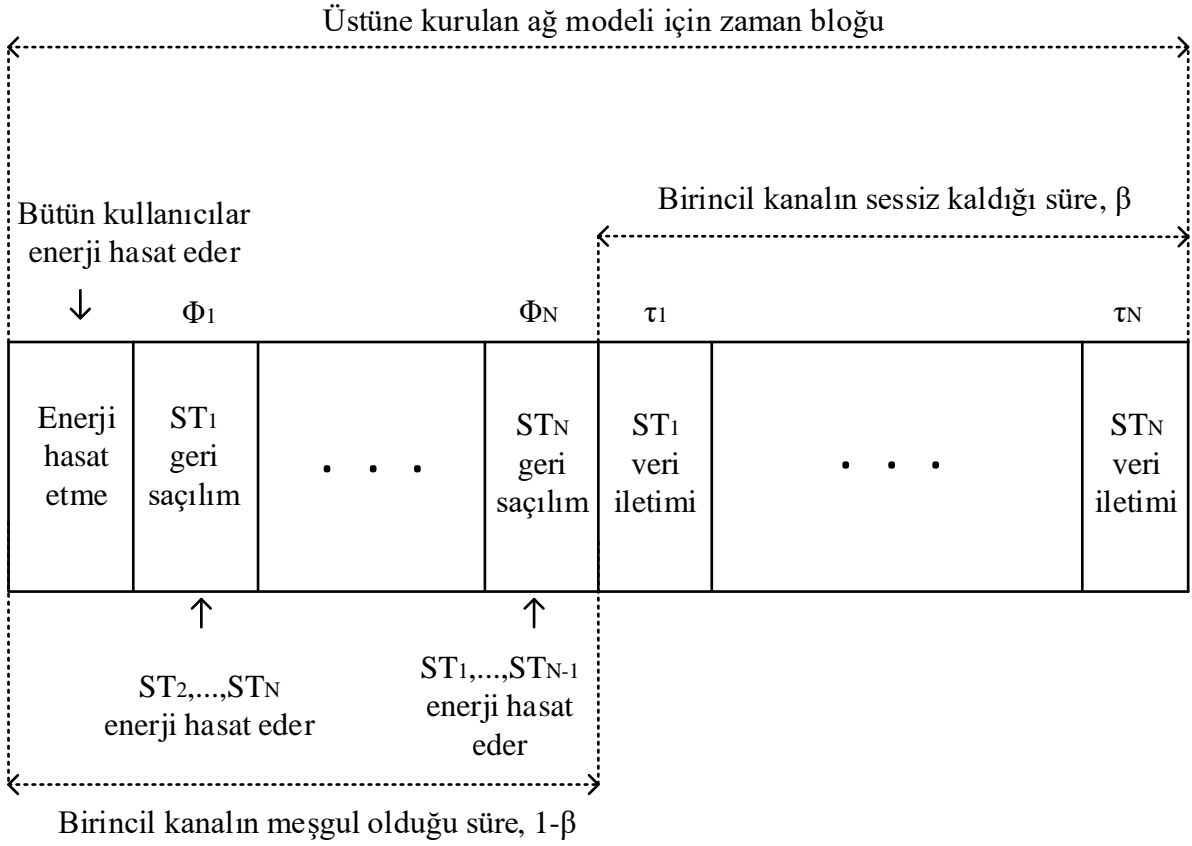 Üstüne kurulan ağ modeli için zaman bloğu
Birincil kanalın sessiz kaldığı süre, β
Bütün kullanıcılar
enerji hasat eder
Φ1
ΦN
τ1
τN
Enerji
hasat
etme
ST1
geri
saçılım
. . .
STN
geri
saçılım
ST1
veri
iletimi
. . .
STN
veri
iletimi
ST2,...,STN
enerji hasat eder
ST1,...,STN-1
enerji hasat
eder
Birincil kanalın meşgul olduğu süre, 1-β